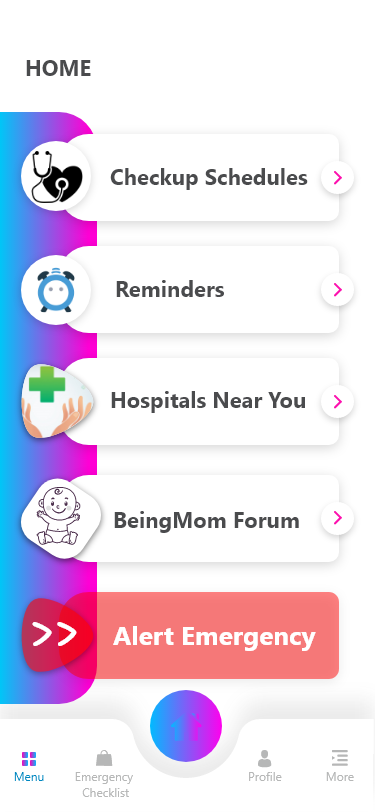 HOME
Checkup Schedules
Reminders
Hospitals Near You
BeingMom Forum
Alert Emergency
Menu
Emergency
Checklist
Profile
More